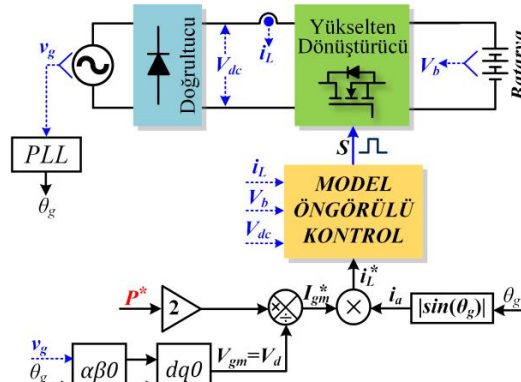 v_g
Doğrultucu
V_dc
i_L
Yükselten
Dönüştürücü
V_b
Batarya
PLL
θ_g
S
i_L
V_b
V_dc
MODEL
ÖNGÖRÜLÜ
KONTROL
i_L^*
P^*
2
×
÷
I_gm^*
×
i_a
|sin(θ_g)|
θ_g
v_g
θ_g
αβ0
dq0
V_gm=V_d